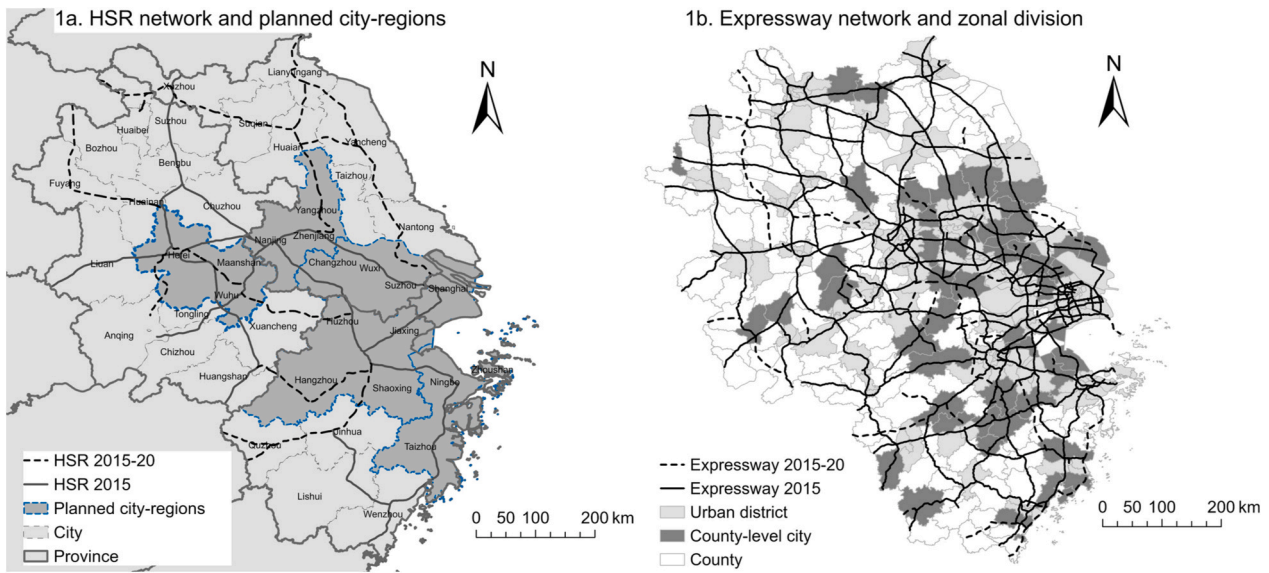 1a. HSR network and planned city-regions
N
Lianyungang
Xuzhou
Suzhou
Suqian
Huaibei
Bozhou
Huaian
Yancheng
Bengbu
Taizhou
Fuyang
Huainan
Chuzhou
Yangzhou
Nantong
Zhenjiang
Nanjing
Hefei
Maanshan
Changzhou
Luan
Wuxi
Suzhou
Shanghai
Wuhu
Tongling
Xuancheng
Huzhou
Jiaxing
Anqing
Chizhou
Huangshan
Hangzhou
Shaoxing
Ningbo
Zhoushan
Jinhua
Quzhou
Taizhou
Lishui
Wenzhou
HSR 2015-20
HSR 2015
Planned city-regions
City
Province
0 50 100 200 km
1b. Expressway network and zonal division
N
Expressway 2015-20
Expressway 2015
Urban district
County-level city
County
0 50 100 200 km